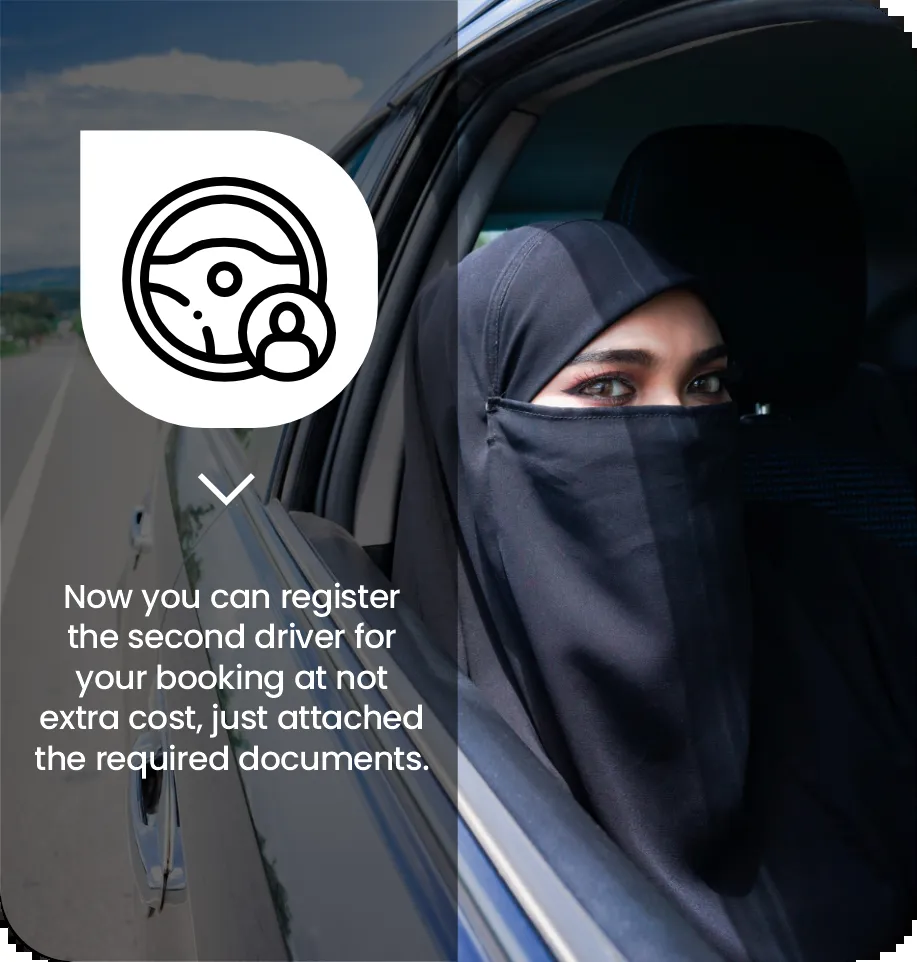 Now you can register
the second driver for
your booking at not
extra cost, just attached
the required documents.